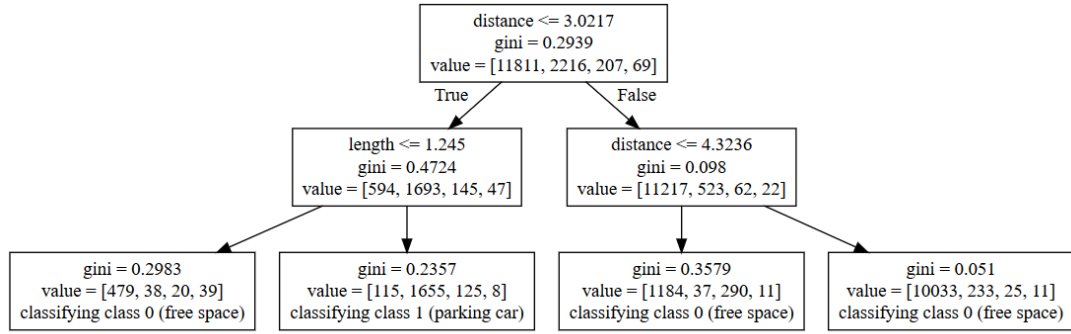 distance <= 3.0217
gini = 0.2939
value = [11811, 2216, 207, 69]
True
False
length <= 1.245
gini = 0.4724
value = [594, 1693, 145, 47]
distance <= 4.3236
gini = 0.098
value = [11217, 523, 62, 22]
gini = 0.2983
value = [479, 38, 20, 39]
classifying class 0 (free space)
gini = 0.2357
value = [115, 1655, 125, 8]
classifying class 1 (parking car)
gini = 0.3579
value = [1184, 37, 290, 11]
classifying class 0 (free space)
gini = 0.051
value = [10033, 233, 25, 11]
classifying class 0 (free space)